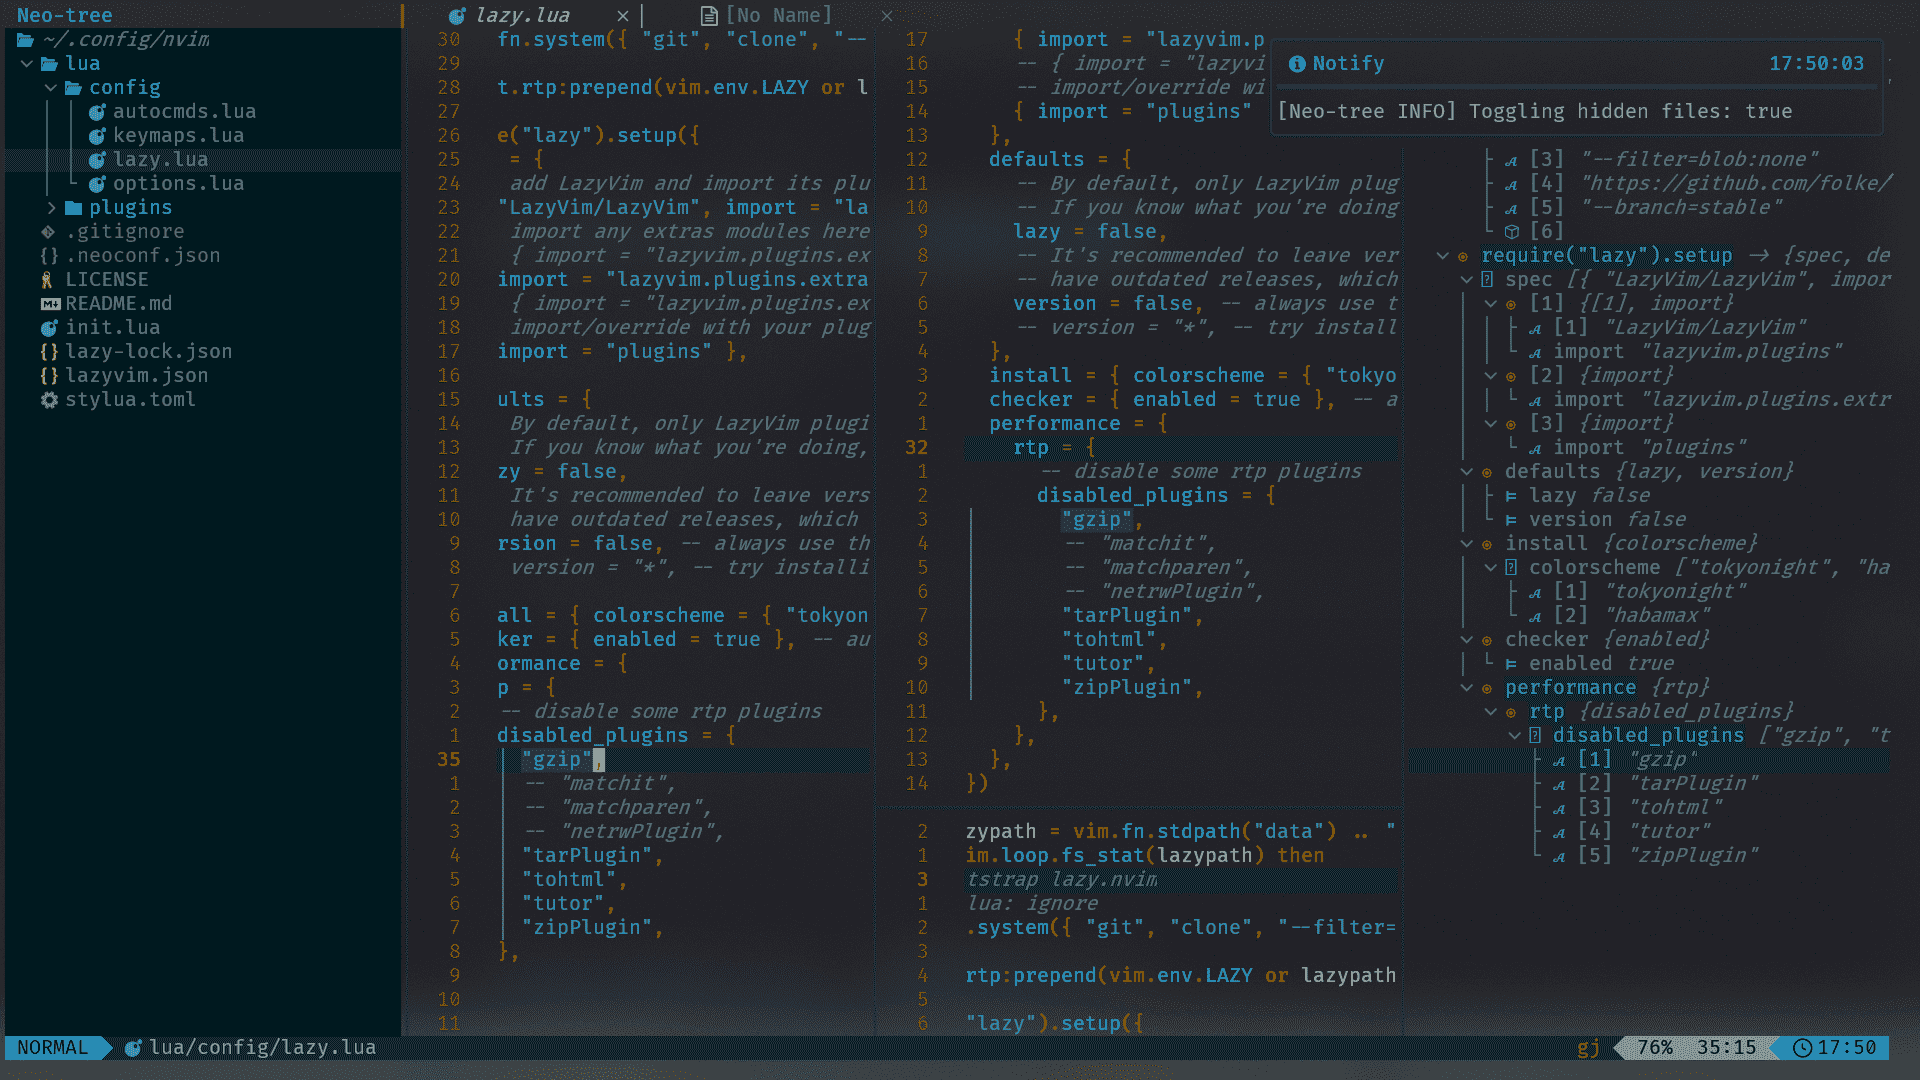 Neo-tree
~/.config/nvim
lua
config
autocmds.lua
keymaps.lua
lazy.lua
options.lua
plugins
.gitignore
.neoconf.json
LICENSE
README.md
init.lua
lazy-lock.json
lazyvim.json
stylua.toml
lazy.lua ×
[No Name] ×
30 fn.system({ "git", "clone", "--
29
28 t.rtp:prepend(vim.env.LAZY or l
27
26 e("lazy").setup({
25 = {
24 add LazyVim and import its plu
23 "LazyVim/LazyVim", import = "la
22 import any extras modules here
21 { import = "lazyvim.plugins.ex
20 import = "lazyvim.plugins.extra
19 { import = "lazyvim.plugins.ex
18 import/override with your plug
17 import = "plugins" },
16
15 ults = {
14 By default, only LazyVim plugi
13 If you know what you're doing,
12 zy = false,
11 It's recommended to leave vers
10 have outdated releases, which
9 rsion = false, -- always use th
8 version = "*", -- try installi
7
6 all = { colorscheme = { "tokyon
5 ker = { enabled = true }, -- au
4 ormance = {
3 p = {
2 -- disable some rtp plugins
1 disabled_plugins = {
35 "gzip",
1 -- "matchit",
2 -- "matchparen",
3 -- "netrwPlugin",
4 "tarPlugin",
5 "tohtml",
6 "tutor",
7 "zipPlugin",
8 },
9
10
11
17 { import = "lazyvim.p
16 -- { import = "lazyvi
15 -- import/override wi
14 { import = "plugins"
13 },
12 defaults = {
11 -- By default, only LazyVim plug
10 -- If you know what you're doing
9 lazy = false,
8 -- It's recommended to leave ver
7 -- have outdated releases, which
6 version = false, -- always use t
5 -- version = "*", -- try install
4 },
3 install = { colorscheme = { "tokyo
2 checker = { enabled = true }, -- a
1 performance = {
32 rtp = {
1 -- disable some rtp plugins
2 disabled_plugins = {
3 "gzip",
4 -- "matchit",
5 -- "matchparen",
6 -- "netrwPlugin",
7 "tarPlugin",
8 "tohtml",
9 "tutor",
10 "zipPlugin",
11 },
12 },
13 },
14 })
2 zypath = vim.fn.stdpath("data") .. "
1 im.loop.fs_stat(lazypath) then
3 tstrap lazy.nvim
1 lua: ignore
2 .system({ "git", "clone", "--filter=
3
4 rtp:prepend(vim.env.LAZY or lazypath
5
6 "lazy").setup({
Notify 17:50:03
[Neo-tree INFO] Toggling hidden files: true
[3] "--filter=blob:none"
[4] "https://github.com/folke/
[5] "--branch=stable"
[6]
require("lazy").setup -> {spec, de
spec [{ "LazyVim/LazyVim", impor
[1] {[1], import}
[1] "LazyVim/LazyVim"
import "lazyvim.plugins"
[2] {import}
import "lazyvim.plugins.extr
[3] {import}
import "plugins"
defaults {lazy, version}
lazy false
version false
install {colorscheme}
colorscheme ["tokyonight", "ha
[1] "tokyonight"
[2] "habamax"
checker {enabled}
enabled true
performance {rtp}
rtp {disabled_plugins}
disabled_plugins ["gzip", "t
[1] "gzip"
[2] "tarPlugin"
[3] "tohtml"
[4] "tutor"
[5] "zipPlugin"
NORMAL lua/config/lazy.lua gj 76% 35:15 17:50